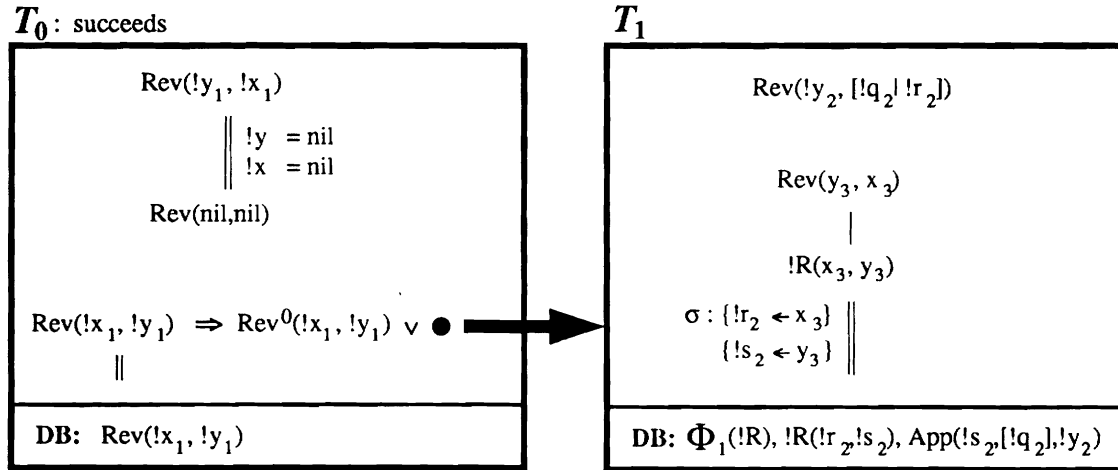 T₀ : succeeds
Rev(!y₁, !x₁)
!y = nil
!x = nil
Rev(nil,nil)
Rev(!x₁, !y₁) ⇒ Rev⁰(!x₁, !y₁) ∨ ●
DB: Rev(!x₁, !y₁)
T₁
Rev(!y₂, [!q₂| !r₂])
Rev(y₃, x₃)
!R(x₃, y₃)
σ : {!r₂ ← x₃}
{!s₂ ← y₃}
DB: Φ₁(!R), !R(!r₂,!s₂), App(!s₂,[!q₂],!y₂)